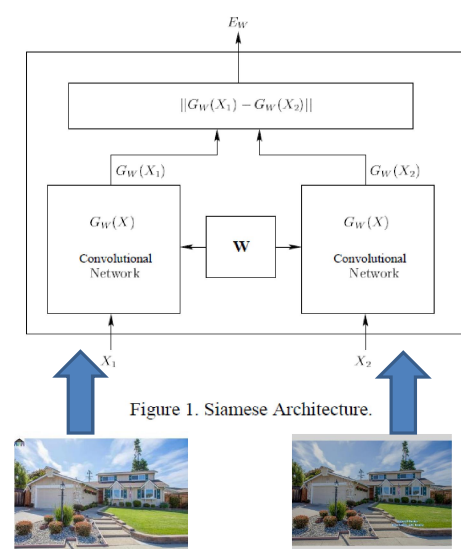 E_W
||G_W(X_1) − G_W(X_2)||
G_W(X_1)
G_W(X_2)
G_W(X)
Convolutional
Network
W
G_W(X)
Convolutional
Network
X_1
X_2
Figure 1. Siamese Architecture.